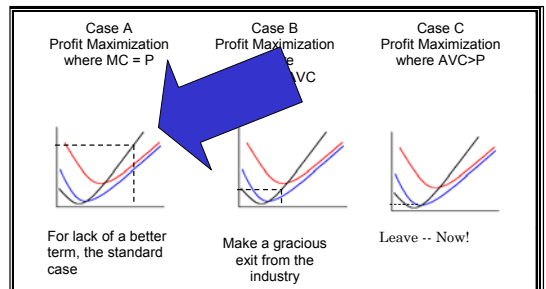 Case A
Profit Maximization
where MC = P
For lack of a better
term, the standard
case
Case B
Profit Maximization
AVC
Make a gracious
exit from the
industry
Case C
Profit Maximization
where AVC>P
Leave -- Now!